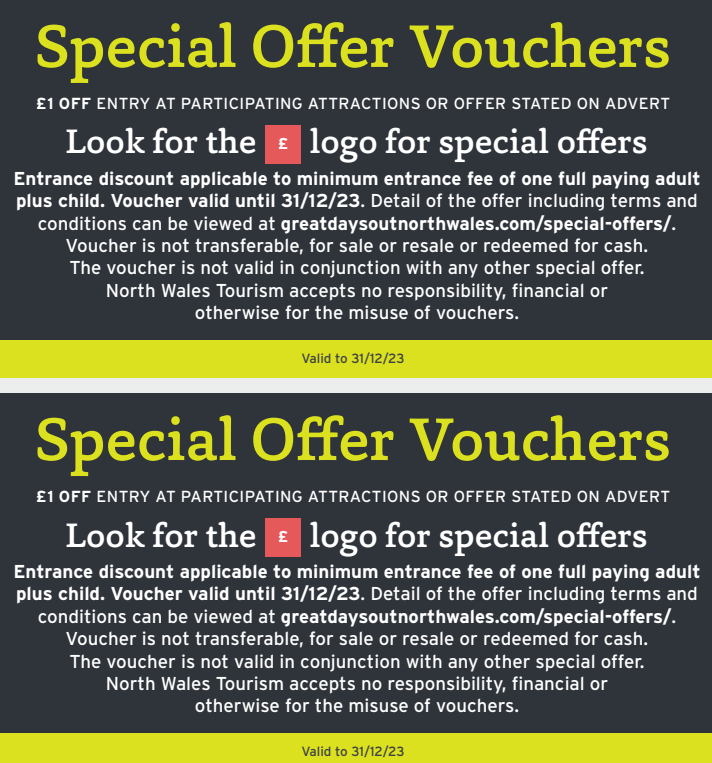 Special Offer Vouchers
£1 OFF ENTRY AT PARTICIPATING ATTRACTIONS OR OFFER STATED ON ADVERT
Look for the £ logo for special offers
Entrance discount applicable to minimum entrance fee of one full paying adult
plus child. Voucher valid until 31/12/23. Detail of the offer including terms and
conditions can be viewed at greatdaysoutnorthwales.com/special-offers/.
Voucher is not transferable, for sale or resale or redeemed for cash.
The voucher is not valid in conjunction with any other special offer.
North Wales Tourism accepts no responsibility, financial or
otherwise for the misuse of vouchers.
Valid to 31/12/23
Special Offer Vouchers
£1 OFF ENTRY AT PARTICIPATING ATTRACTIONS OR OFFER STATED ON ADVERT
Look for the £ logo for special offers
Entrance discount applicable to minimum entrance fee of one full paying adult
plus child. Voucher valid until 31/12/23. Detail of the offer including terms and
conditions can be viewed at greatdaysoutnorthwales.com/special-offers/.
Voucher is not transferable, for sale or resale or redeemed for cash.
The voucher is not valid in conjunction with any other special offer.
North Wales Tourism accepts no responsibility, financial or
otherwise for the misuse of vouchers.
Valid to 31/12/23